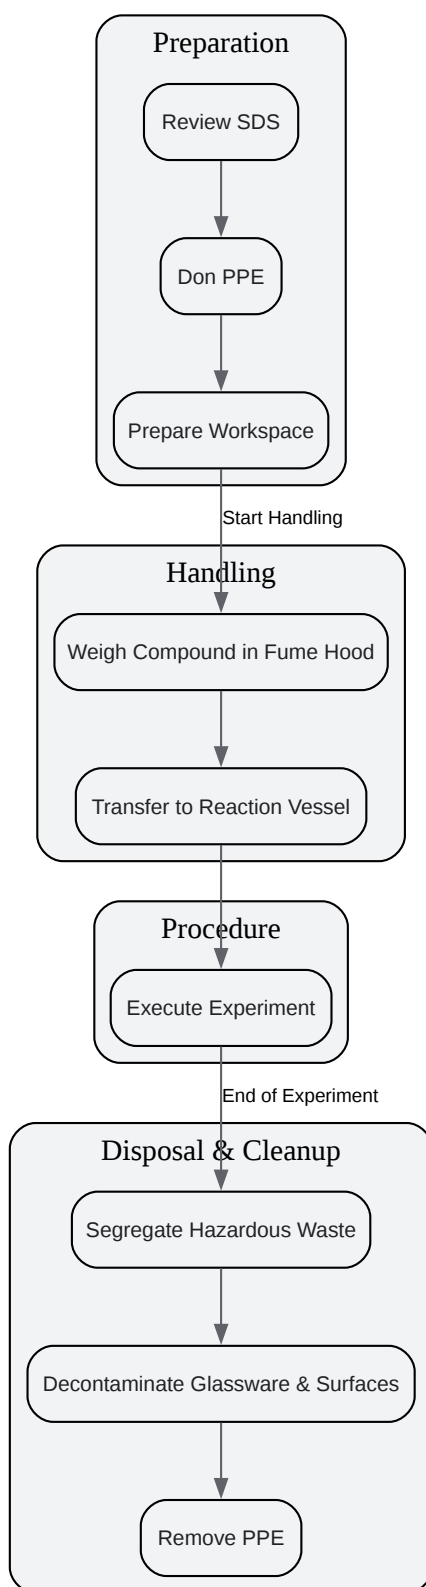 Preparation
Review SDS
Don PPE
Prepare Workspace
Start Handling
Handling
Weigh Compound in Fume Hood
Transfer to Reaction Vessel
Procedure
Execute Experiment
End of Experiment
Disposal & Cleanup
Segregate Hazardous Waste
Decontaminate Glassware & Surfaces
Remove PPE